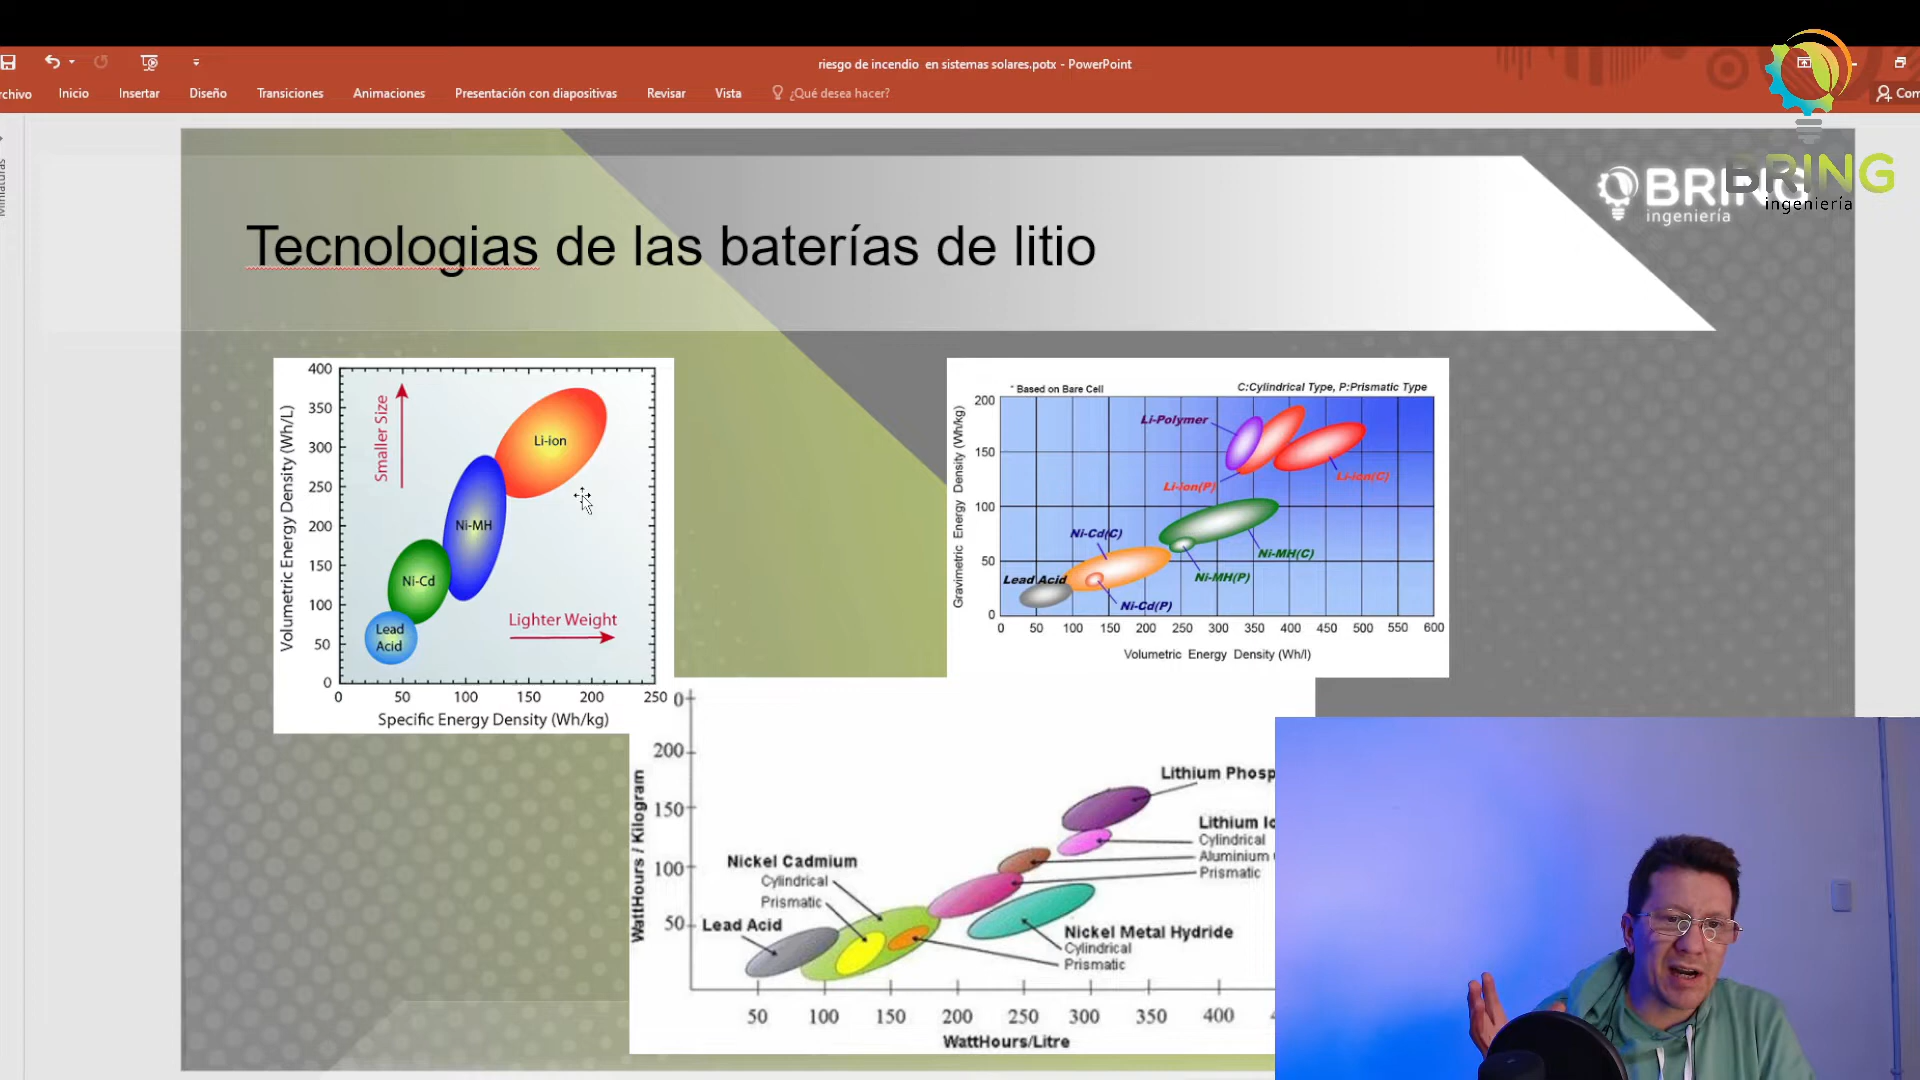 riesgo de incendio en sistemas solares.potx - PowerPoint
Inicio
Insertar
Diseño
Transiciones
Animaciones
Presentación con diapositivas
Revisar
Vista
¿Qué desea hacer?
BRING
ingeniería
BRING
ingeniería
Tecnologias de las baterías de litio
400
350
300
250
200
150
100
50
0
Volumetric Energy Density (Wh/L)
Smaller Size
Li-ion
Ni-MH
Ni-Cd
Lead
Acid
Lighter Weight
0 50 100 150 200 250
Specific Energy Density (Wh/kg)
* Based on Bare Cell
C:Cylindrical Type, P:Prismatic Type
200
150
100
50
0
Gravimetric Energy Density (Wh/kg)
Li-Polymer
Li-ion(P)
Li-ion(C)
Ni-Cd(C)
Ni-MH(C)
Ni-MH(P)
Lead Acid
Ni-Cd(P)
0 50 100 150 200 250 300 350 400 450 500 550 600
Volumetric Energy Density (Wh/l)
0
200
150
100
50
WattHours / Kilogram
Lithium Phosp
Lithium Io
Cylindrical
Aluminium
Prismatic
Nickel Cadmium
Cylindrical
Prismatic
Lead Acid
Nickel Metal Hydride
Cylindrical
Prismatic
50 100 150 200 250 300 350 400
WattHours/Litre